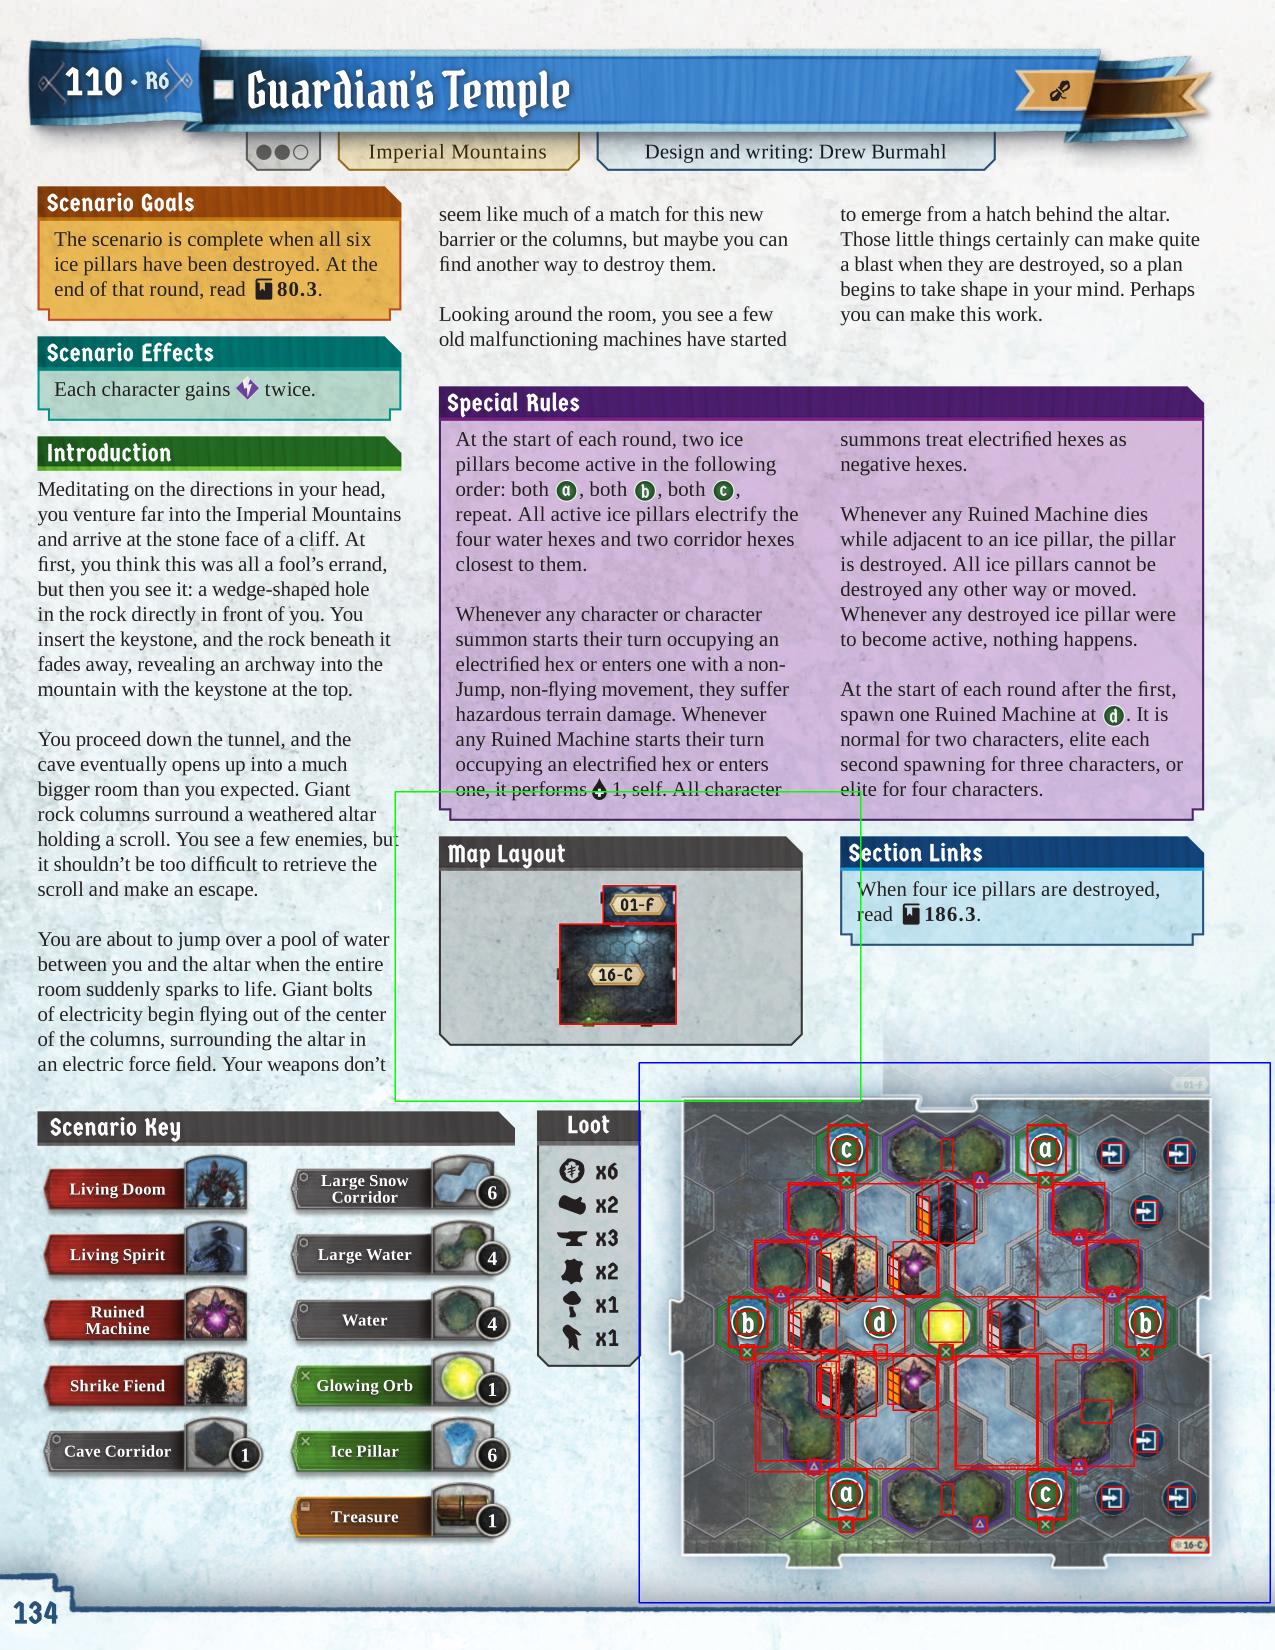 110 · R6
Guardian's Temple
Imperial Mountains
Design and writing: Drew Burmahl
Scenario Goals
The scenario is complete when all six
ice pillars have been destroyed. At the
end of that round, read 80.3.
Scenario Effects
Each character gains twice.
Introduction
Meditating on the directions in your head,
you venture far into the Imperial Mountains
and arrive at the stone face of a cliff. At
first, you think this was all a fool's errand,
but then you see it: a wedge-shaped hole
in the rock directly in front of you. You
insert the keystone, and the rock beneath it
fades away, revealing an archway into the
mountain with the keystone at the top.
You proceed down the tunnel, and the
cave eventually opens up into a much
bigger room than you expected. Giant
rock columns surround a weathered altar
holding a scroll. You see a few enemies, but
it shouldn't be too difficult to retrieve the
scroll and make an escape.
You are about to jump over a pool of water
between you and the altar when the entire
room suddenly sparks to life. Giant bolts
of electricity begin flying out of the center
of the columns, surrounding the altar in
an electric force field. Your weapons don't
seem like much of a match for this new
barrier or the columns, but maybe you can
find another way to destroy them.
Looking around the room, you see a few
old malfunctioning machines have started
to emerge from a hatch behind the altar.
Those little things certainly can make quite
a blast when they are destroyed, so a plan
begins to take shape in your mind. Perhaps
you can make this work.
Special Rules
At the start of each round, two ice
pillars become active in the following
order: both a, both b, both c,
repeat. All active ice pillars electrify the
four water hexes and two corridor hexes
closest to them.
Whenever any character or character
summon starts their turn occupying an
electrified hex or enters one with a non-
Jump, non-flying movement, they suffer
hazardous terrain damage. Whenever
any Ruined Machine starts their turn
occupying an electrified hex or enters
one, it performs 1, self. All character
summons treat electrified hexes as
negative hexes.
Whenever any Ruined Machine dies
while adjacent to an ice pillar, the pillar
is destroyed. All ice pillars cannot be
destroyed any other way or moved.
Whenever any destroyed ice pillar were
to become active, nothing happens.
At the start of each round after the first,
spawn one Ruined Machine at d. It is
normal for two characters, elite each
second spawning for three characters, or
elite for four characters.
Map Layout
01-F
16-C
Section Links
When four ice pillars are destroyed,
read 186.3.
Scenario Key
Living Doom
Living Spirit
Ruined
Machine
Shrike Fiend
Cave Corridor
1
Large Snow
Corridor
6
Large Water
4
Water
4
Glowing Orb
1
Ice Pillar
6
Treasure
1
Loot
x6
x2
x3
x2
x1
x1
01-F
c
a
b
d
b
a
c
16-C
134